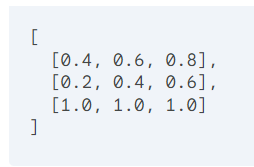 [
[0.4, 0.6, 0.8],
[0.2, 0.4, 0.6],
[1.0, 1.0, 1.0]
]